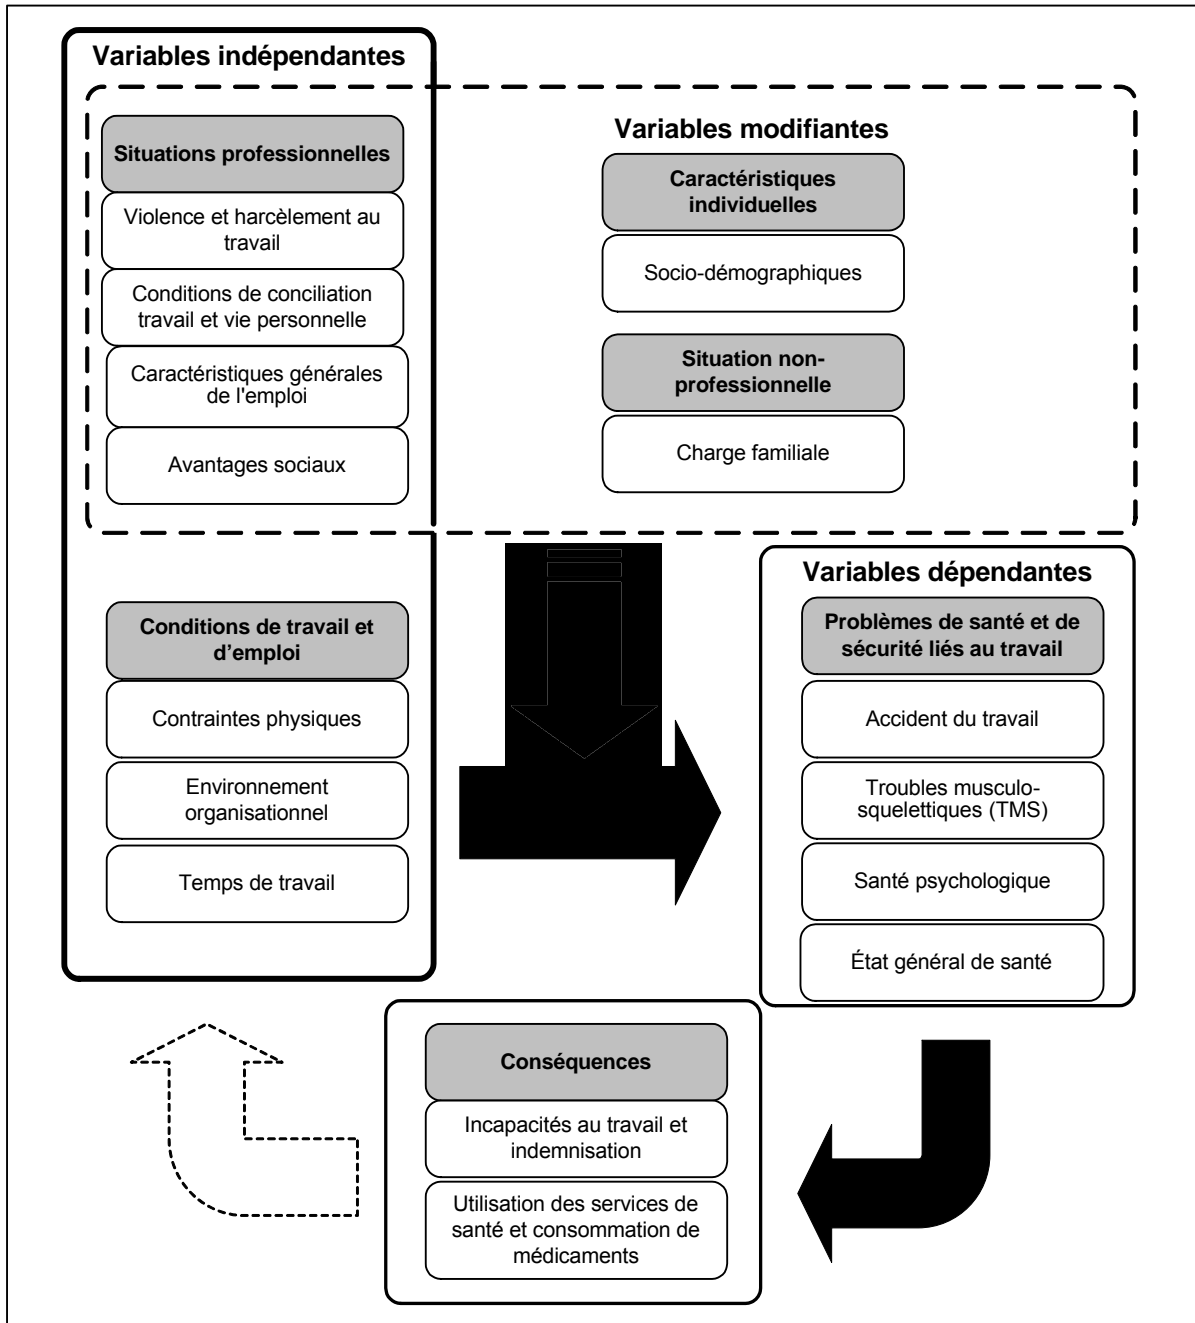 Variables indépendantes
Situations professionnelles
Violence et harcèlement au
travail
Conditions de conciliation
travail et vie personnelle
Caractéristiques générales
de l'emploi
Avantages sociaux
Conditions de travail et
d’emploi
Contraintes physiques
Environnement
organisationnel
Temps de travail
Variables modifiantes
Caractéristiques
individuelles
Socio-démographiques
Situation non-
professionnelle
Charge familiale
Variables dépendantes
Problèmes de santé et de
sécurité liés au travail
Accident du travail
Troubles musculo-
squelettiques (TMS)
Santé psychologique
État général de santé
Conséquences
Incapacités au travail et
indemnisation
Utilisation des services de
santé et consommation de
médicaments